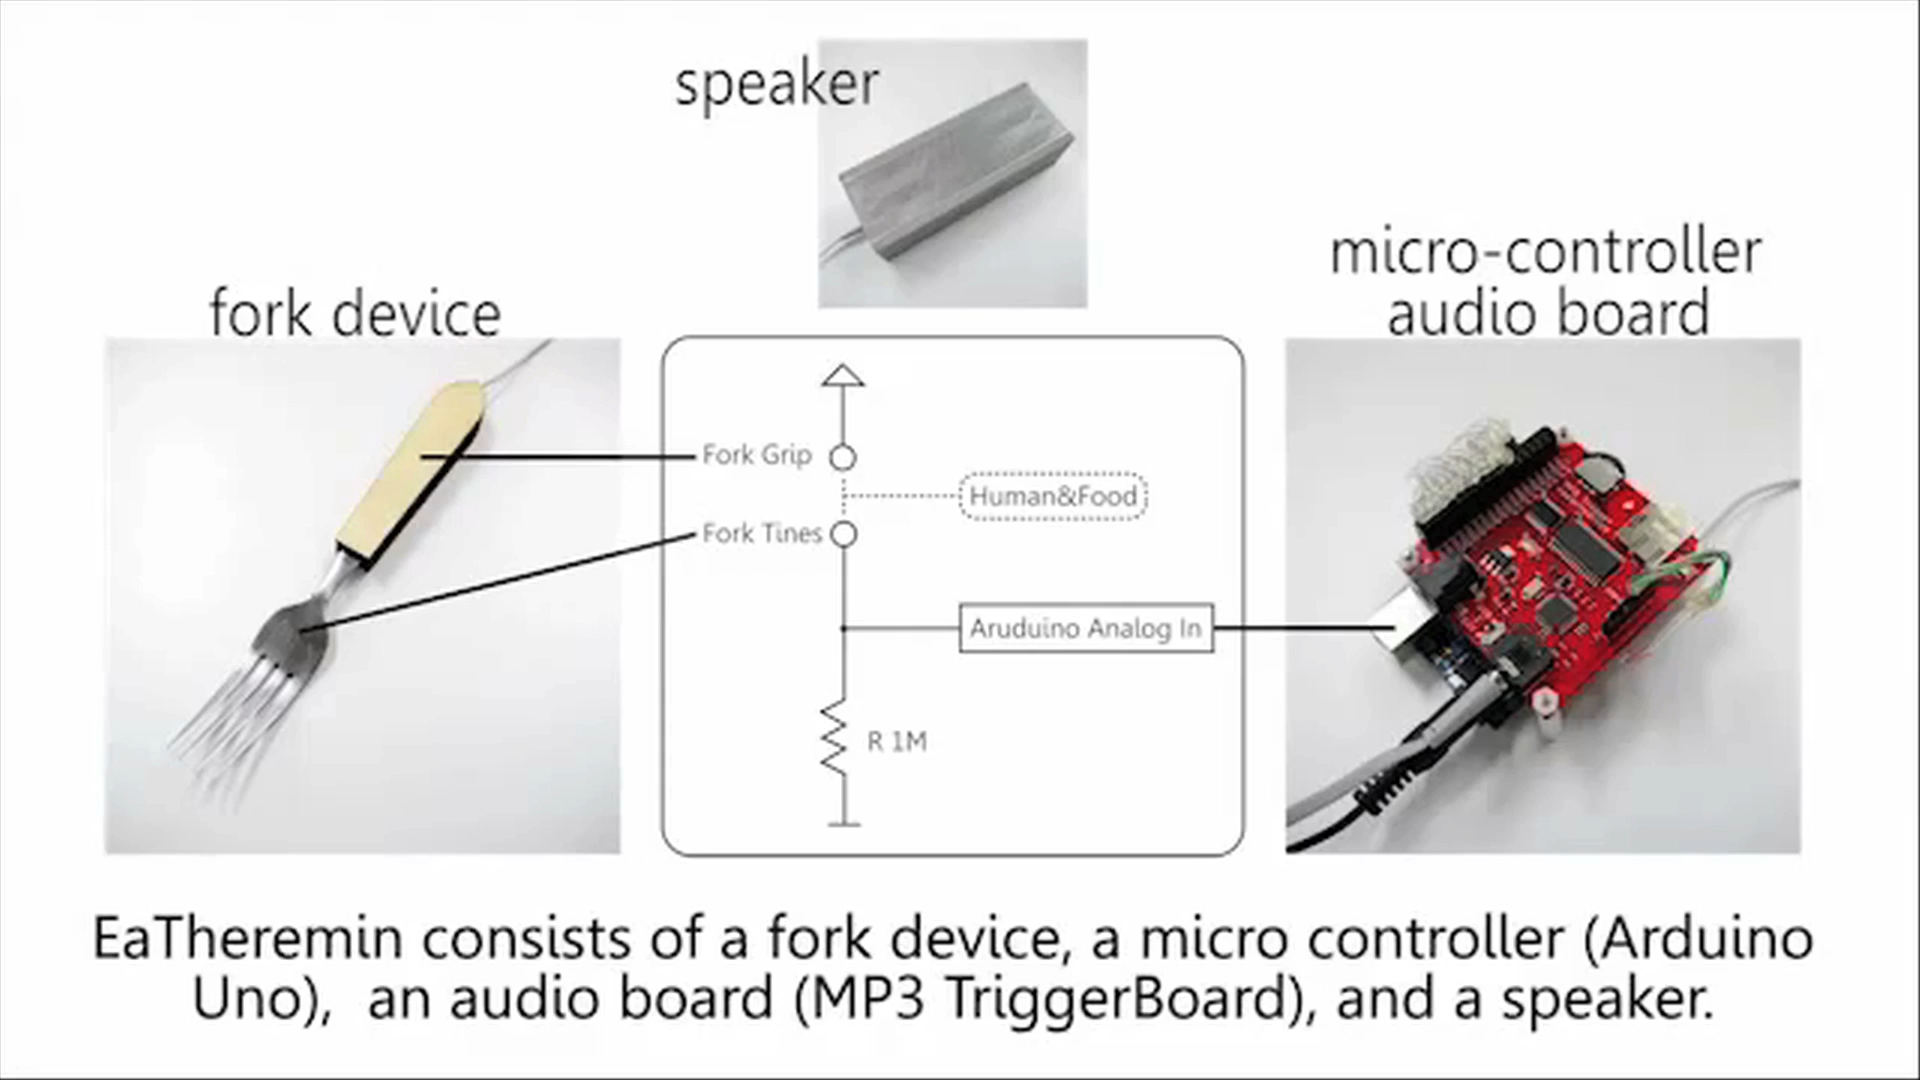 speaker
micro-controller
audio board
fork device
Fork Grip
Human&Food
Fork Tines
Aruduino Analog In
R 1M
EaTheremin consists of a fork device, a micro controller (Arduino
Uno), an audio board (MP3 TriggerBoard), and a speaker.